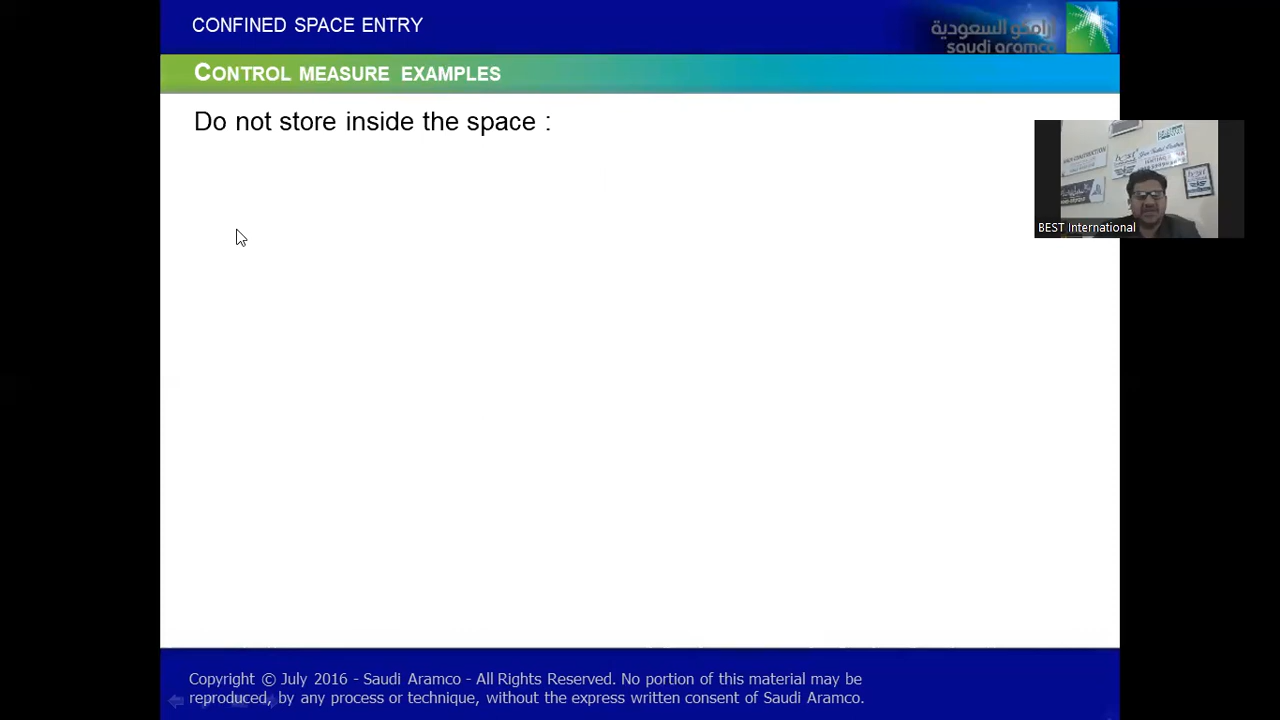 CONFINED SPACE ENTRY
أرامكو السعودية
saudi aramco
CONTROL MEASURE EXAMPLES
Do not store inside the space :
BEST International
Copyright © July 2016 - Saudi Aramco - All Rights Reserved. No portion of this material may be
reproduced, by any process or technique, without the express written consent of Saudi Aramco.